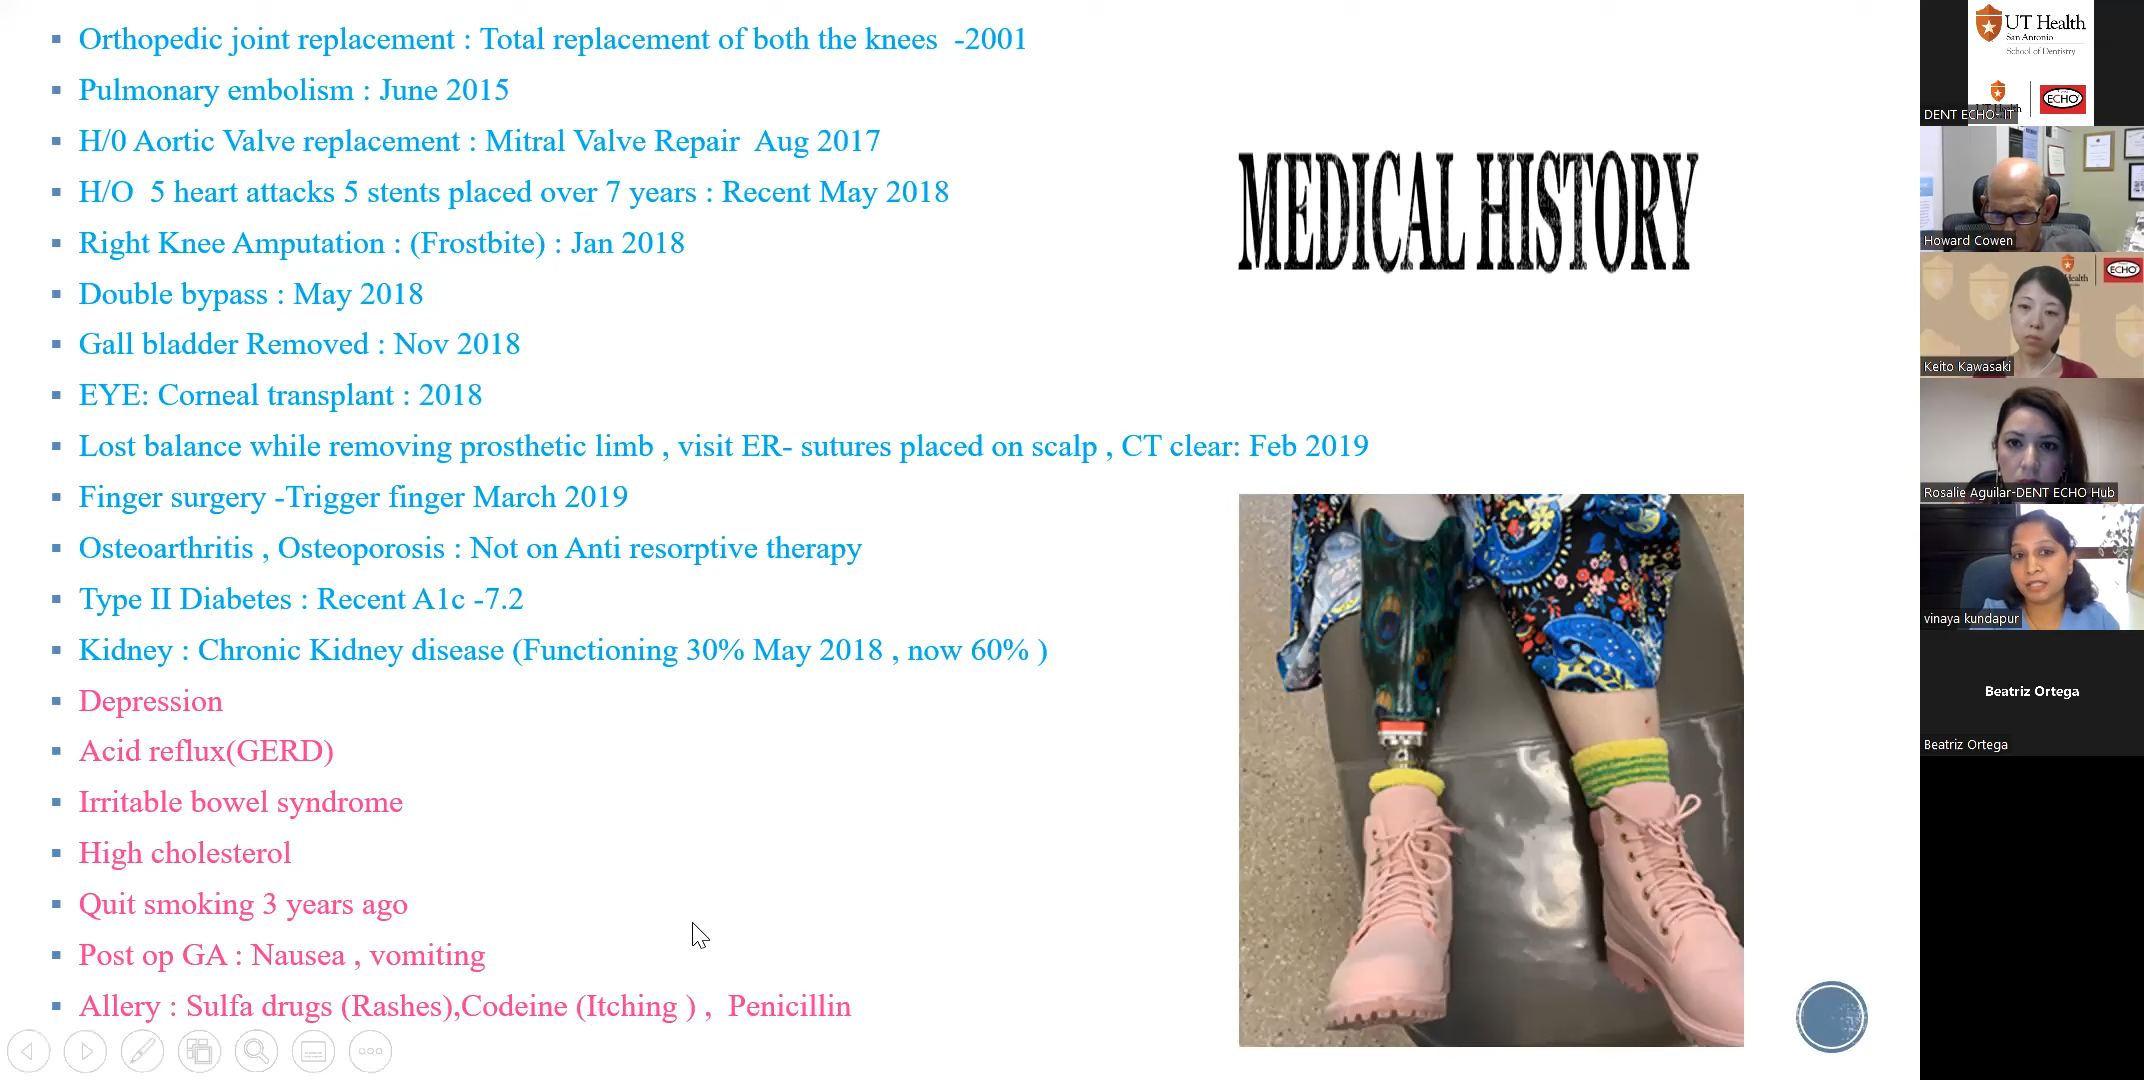 Orthopedic joint replacement : Total replacement of both the knees -2001
Pulmonary embolism : June 2015
H/0 Aortic Valve replacement : Mitral Valve Repair Aug 2017
H/O 5 heart attacks 5 stents placed over 7 years : Recent May 2018
Right Knee Amputation : (Frostbite) : Jan 2018
Double bypass : May 2018
Gall bladder Removed : Nov 2018
EYE: Corneal transplant : 2018
Lost balance while removing prosthetic limb , visit ER- sutures placed on scalp , CT clear: Feb 2019
Finger surgery -Trigger finger March 2019
Osteoarthritis , Osteoporosis : Not on Anti resorptive therapy
Type II Diabetes : Recent A1c -7.2
Kidney : Chronic Kidney disease (Functioning 30% May 2018 , now 60% )
Depression
Acid reflux(GERD)
Irritable bowel syndrome
High cholesterol
Quit smoking 3 years ago
Post op GA : Nausea , vomiting
Allery : Sulfa drugs (Rashes),Codeine (Itching ) , Penicillin
MEDICAL HISTORY
UT Health
San Antonio
School of Dentistry
ECHO
DENT ECHO- IT
Howard Cowen
Health
ECHO
Keito Kawasaki
Rosalie Aguilar-DENT ECHO Hub
vinaya kundapur
Beatriz Ortega
Beatriz Ortega